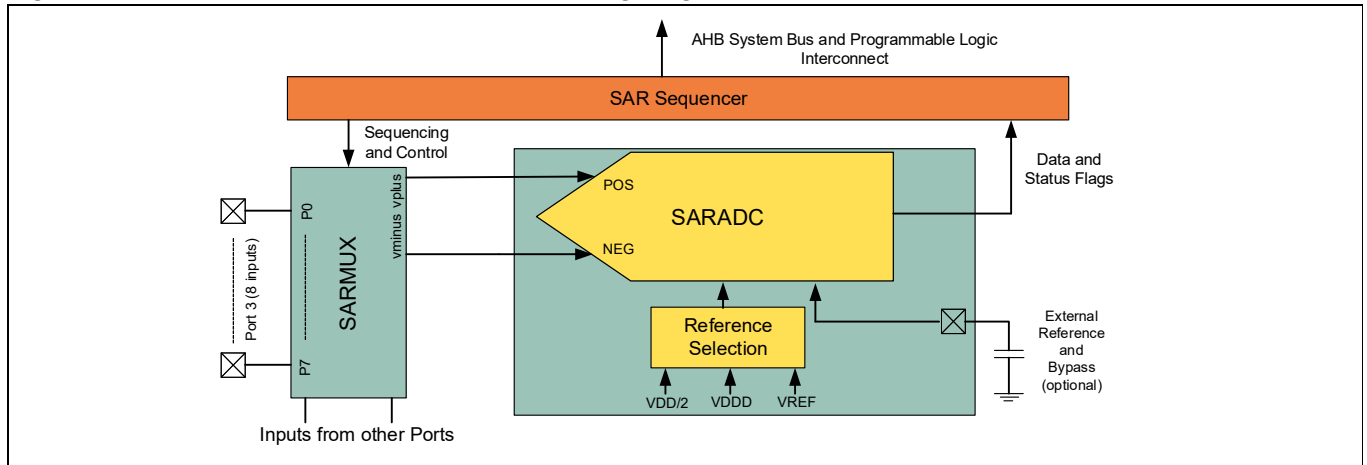 AHB System Bus and Programmable Logic
Interconnect
SAR Sequencer
Sequencing
and Control
Data and
Status Flags
vminus vplus
P0
Port 3 (8 inputs)
SARMUX
P7
POS
SARADC
NEG
Reference
Selection
VDD/2
VDDD
VREF
External
Reference
and
Bypass
(optional)
Inputs from other Ports